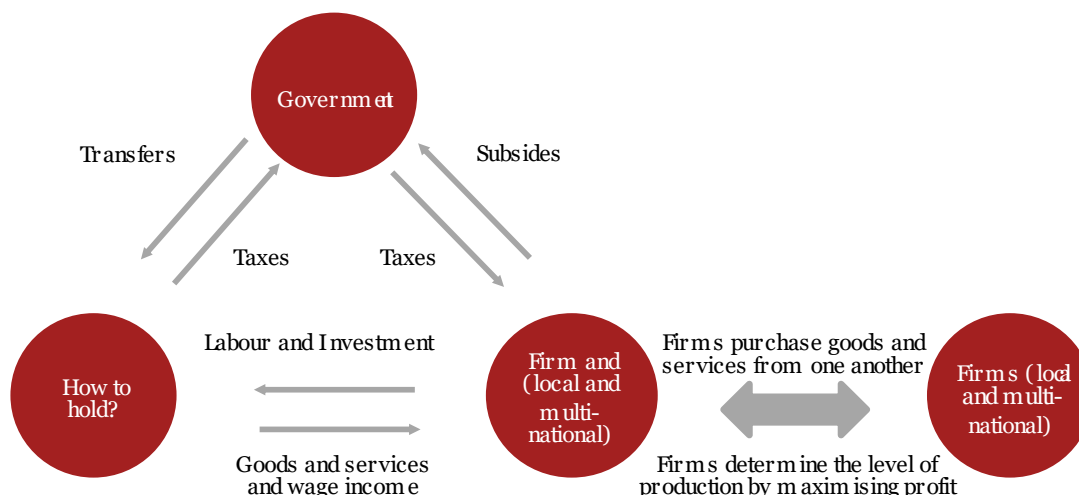 Government
Transfers
Subsides
Taxes
Taxes
Labour and Investment
How to
hold?
Goods and services
and wage income
Firm and
(local and
multi-
national)
Firms purchase goods and
services from one another
Firms determine the level of
production by maximising profit
Firms (local
and multi-
national)